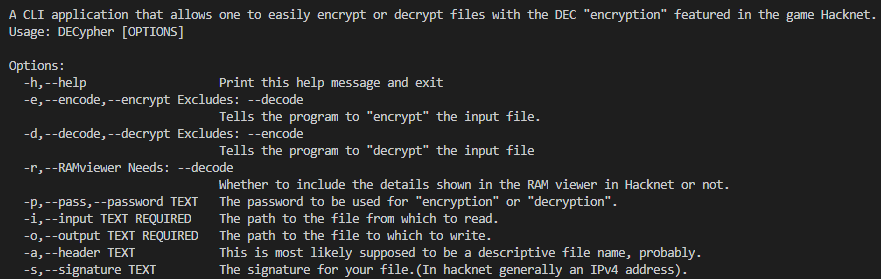 A CLI application that allows one to easily encrypt or decrypt files with the DEC "encryption" featured in the game Hacknet.
Usage: DECypher [OPTIONS]

Options:
  -h,--help                   Print this help message and exit
  -e,--encode,--encrypt Excludes: --decode
                              Tells the program to "encrypt" the input file.
  -d,--decode,--decrypt Excludes: --encode
                              Tells the program to "decrypt" the input file
  -r,--RAMviewer Needs: --decode
                              Whether to include the details shown in the RAM viewer in Hacknet or not.
  -p,--pass,--password TEXT   The password to be used for "encryption" or "decryption".
  -i,--input TEXT REQUIRED    The path to the file from which to read.
  -o,--output TEXT REQUIRED   The path to the file to which to write.
  -a,--header TEXT            This is most likely supposed to be a descriptive file name, probably.
  -s,--signature TEXT         The signature for your file.(In hacknet generally an IPv4 address).